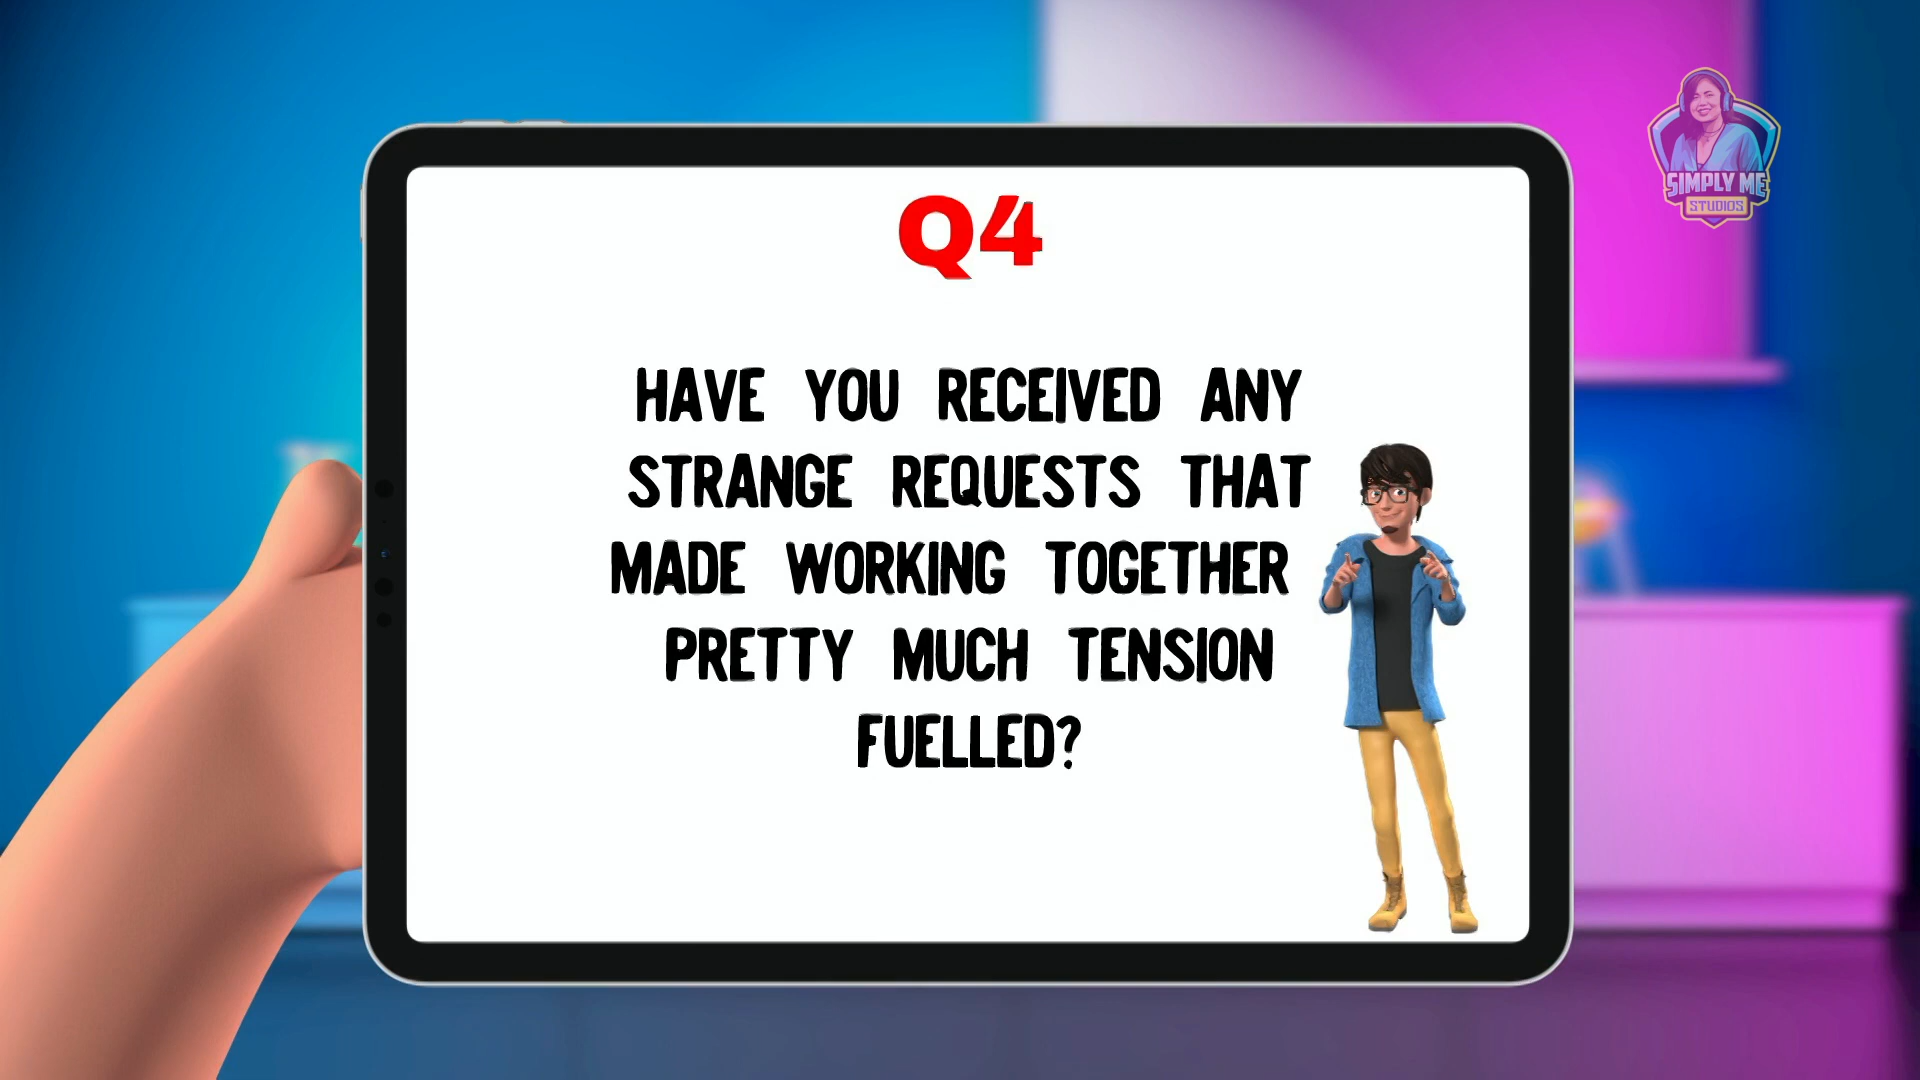 SIMPLY ME
STUDIOS
Q4
HAVE YOU RECEIVED ANY
STRANGE REQUESTS THAT
MADE WORKING TOGETHER
PRETTY MUCH TENSION
FUELLED?